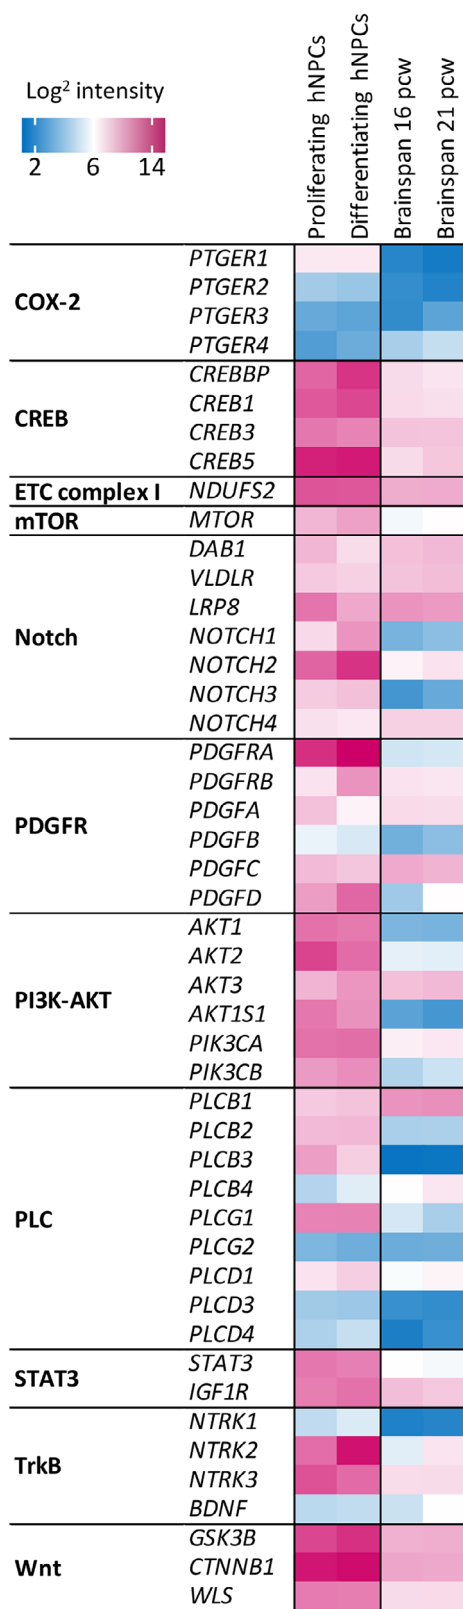 Log² intensity
2 6 14
Proliferating hNPCs
Differentiating hNPCs
Brainspan 16 pcw
Brainspan 21 pcw
COX-2
PTGER1
PTGER2
PTGER3
PTGER4
CREB
CREBBP
CREB1
CREB3
CREB5
ETC complex I NDUFS2
mTOR MTOR
Notch
DAB1
VLDLR
LRP8
NOTCH1
NOTCH2
NOTCH3
NOTCH4
PDGFR
PDGFRA
PDGFRB
PDGFA
PDGFB
PDGFC
PDGFD
PI3K-AKT
AKT1
AKT2
AKT3
AKT1S1
PIK3CA
PIK3CB
PLC
PLCB1
PLCB2
PLCB3
PLCB4
PLCG1
PLCG2
PLCD1
PLCD3
PLCD4
STAT3
STAT3
IGF1R
TrkB
NTRK1
NTRK2
NTRK3
BDNF
Wnt
GSK3B
CTNNB1
WLS